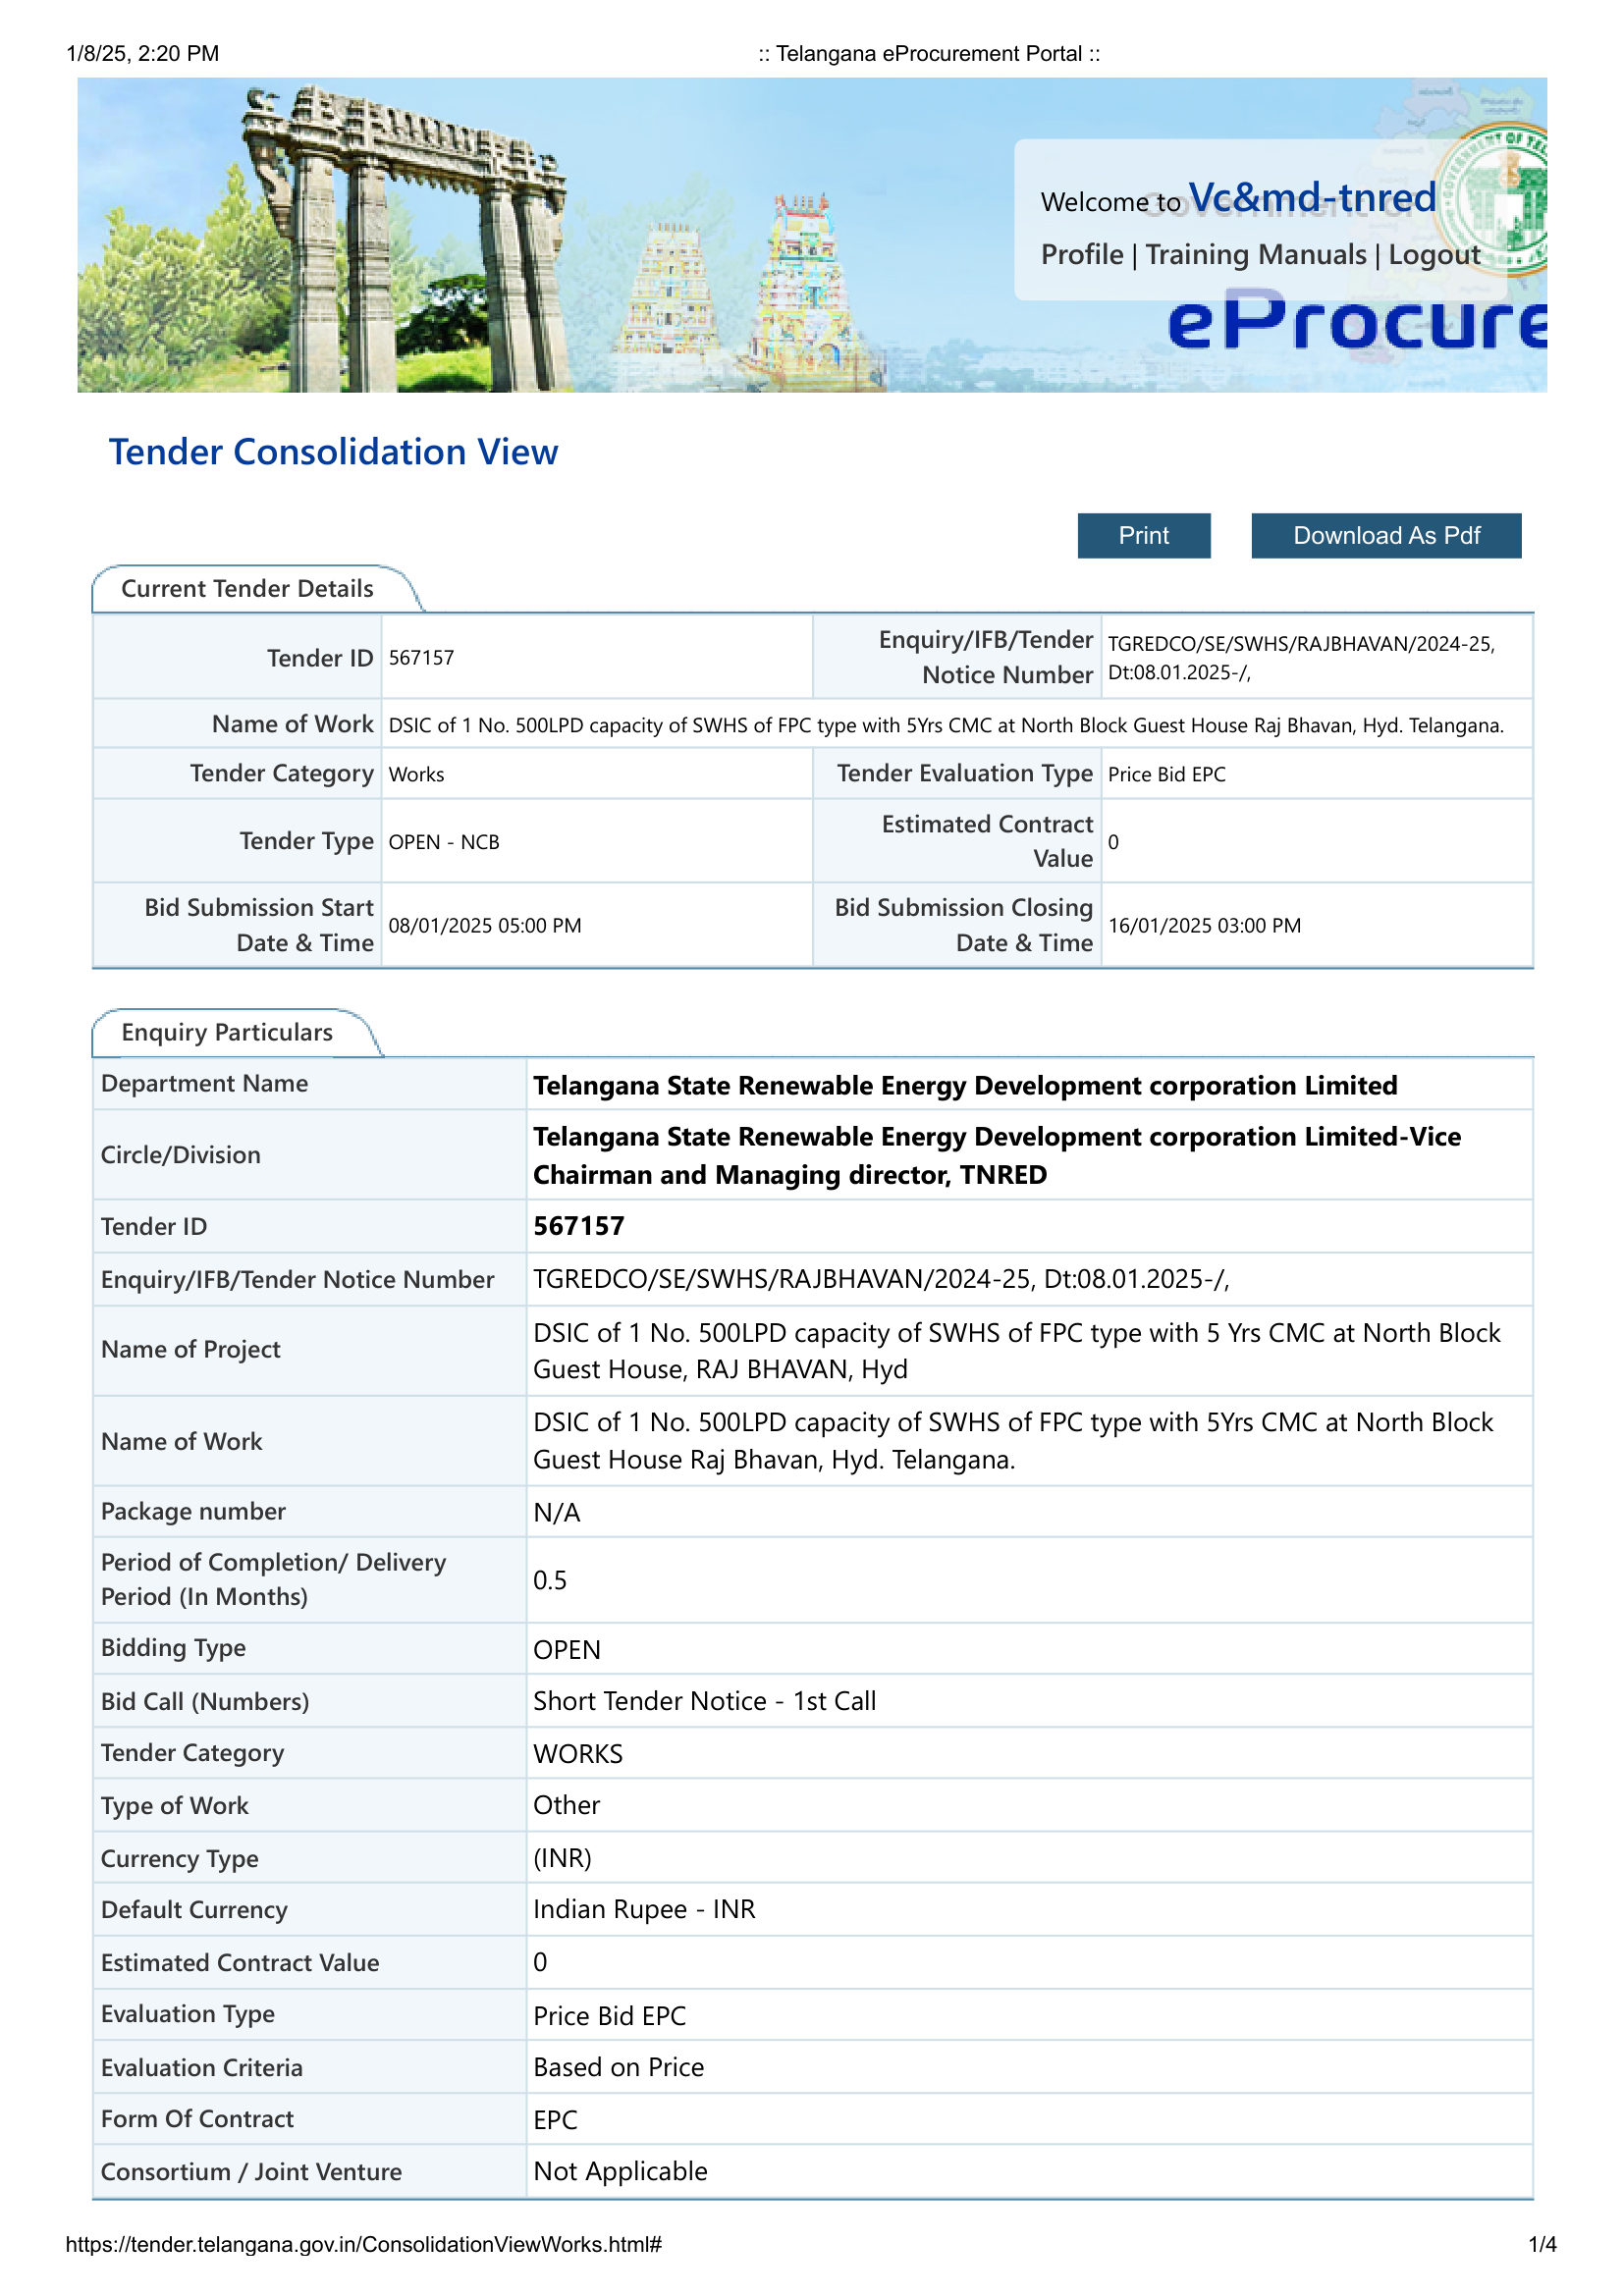 1/8/25, 2:20 PM
:: Telangana eProcurement Portal ::
Welcome to Vc&md-tnred
Profile | Training Manuals | Logout
eProcure
Tender Consolidation View
Print
Download As Pdf
Current Tender Details
Tender ID
567157
Enquiry/IFB/Tender
Notice Number
TGREDCO/SE/SWHS/RAJBHAVAN/2024-25,
Dt:08.01.2025-/,
Name of Work
DSIC of 1 No. 500LPD capacity of SWHS of FPC type with 5Yrs CMC at North Block Guest House Raj Bhavan, Hyd. Telangana.
Tender Category
Works
Tender Evaluation Type
Price Bid EPC
Tender Type
OPEN - NCB
Estimated Contract
Value
0
Bid Submission Start
Date & Time
08/01/2025 05:00 PM
Bid Submission Closing
Date & Time
16/01/2025 03:00 PM
Enquiry Particulars
Department Name
Telangana State Renewable Energy Development corporation Limited
Circle/Division
Telangana State Renewable Energy Development corporation Limited-Vice
Chairman and Managing director, TNRED
Tender ID
567157
Enquiry/IFB/Tender Notice Number
TGREDCO/SE/SWHS/RAJBHAVAN/2024-25, Dt:08.01.2025-/,
Name of Project
DSIC of 1 No. 500LPD capacity of SWHS of FPC type with 5 Yrs CMC at North Block
Guest House, RAJ BHAVAN, Hyd
Name of Work
DSIC of 1 No. 500LPD capacity of SWHS of FPC type with 5Yrs CMC at North Block
Guest House Raj Bhavan, Hyd. Telangana.
Package number
N/A
Period of Completion/ Delivery
Period (In Months)
0.5
Bidding Type
OPEN
Bid Call (Numbers)
Short Tender Notice - 1st Call
Tender Category
WORKS
Type of Work
Other
Currency Type
(INR)
Default Currency
Indian Rupee - INR
Estimated Contract Value
0
Evaluation Type
Price Bid EPC
Evaluation Criteria
Based on Price
Form Of Contract
EPC
Consortium / Joint Venture
Not Applicable
https://tender.telangana.gov.in/ConsolidationViewWorks.html#
1/4